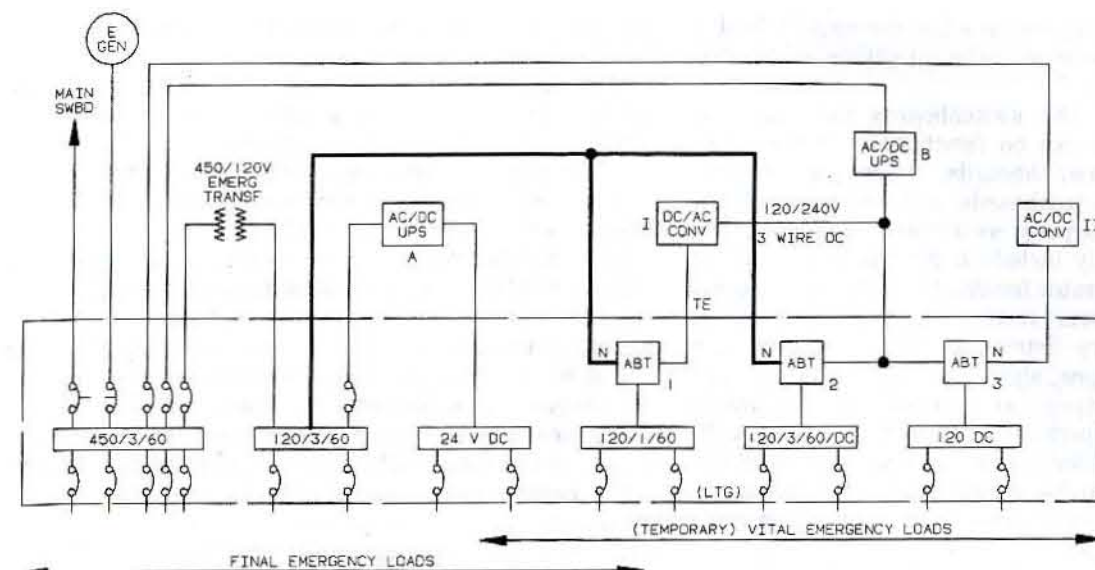 E
GEN
MAIN
SWBD
450/120V
EMERG
TRANSF
AC/DC
UPS
A
AC/DC
UPS
B
I
DC/AC
CONV
120/240V
3 WIRE DC
AC/DC
CONV
TE
N
ABT
1
N
ABT
2
ABT
N
3
450/3/60
120/3/60
24 V DC
120/1/60
120/3/60/DC
120 DC
(LTG)
(TEMPORARY) VITAL EMERGENCY LOADS
FINAL EMERGENCY LOADS